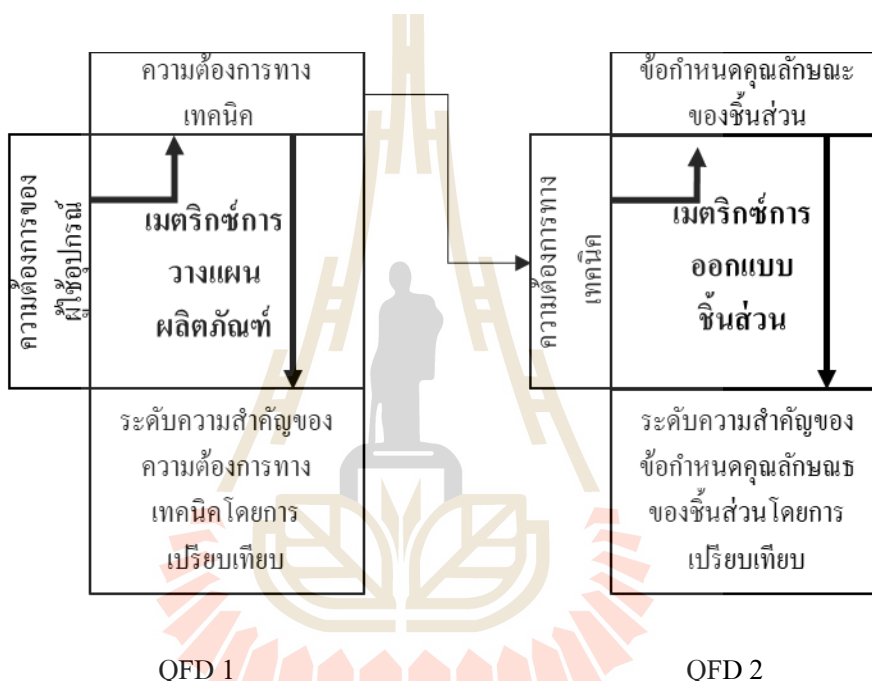 ความต้องการทาง
เทคนิค
ความต้องการของ
ผู้ใช้อุปกรณ์
เมตริกซ์การ
วางแผน
ผลิตภัณฑ์
ระดับความสำคัญของ
ความต้องการทาง
เทคนิคโดยการ
เปรียบเทียบ
QFD 1
ข้อกำหนดคุณลักษณะ
ของชิ้นส่วน
ความต้องการทาง
เทคนิค
เมตริกซ์การ
ออกแบบ
ชิ้นส่วน
ระดับความสำคัญของ
ข้อกำหนดคุณลักษณธ
ของชิ้นส่วนโดยการ
เปรียบเทียบ
QFD 2